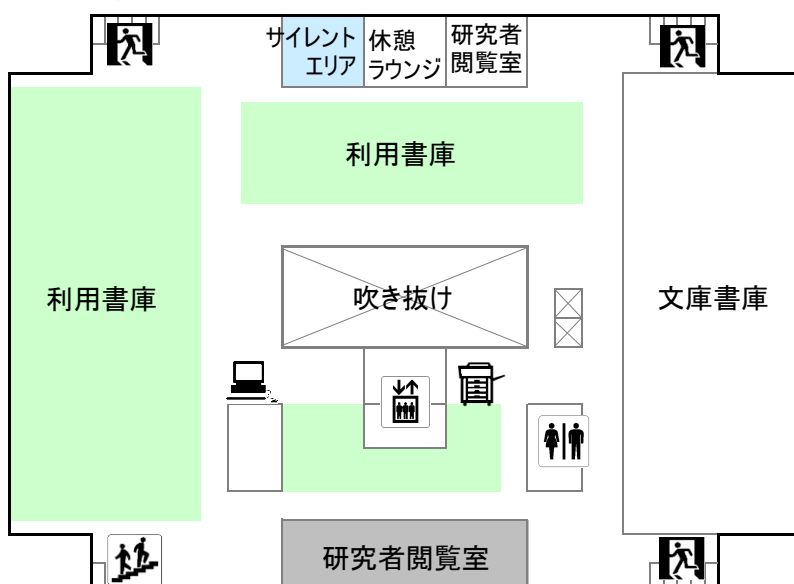 サイレント
エリア
休憩
ラウンジ
研究者
閲覧室
利用書庫
利用書庫
吹き抜け
文庫書庫
研究者閲覧室